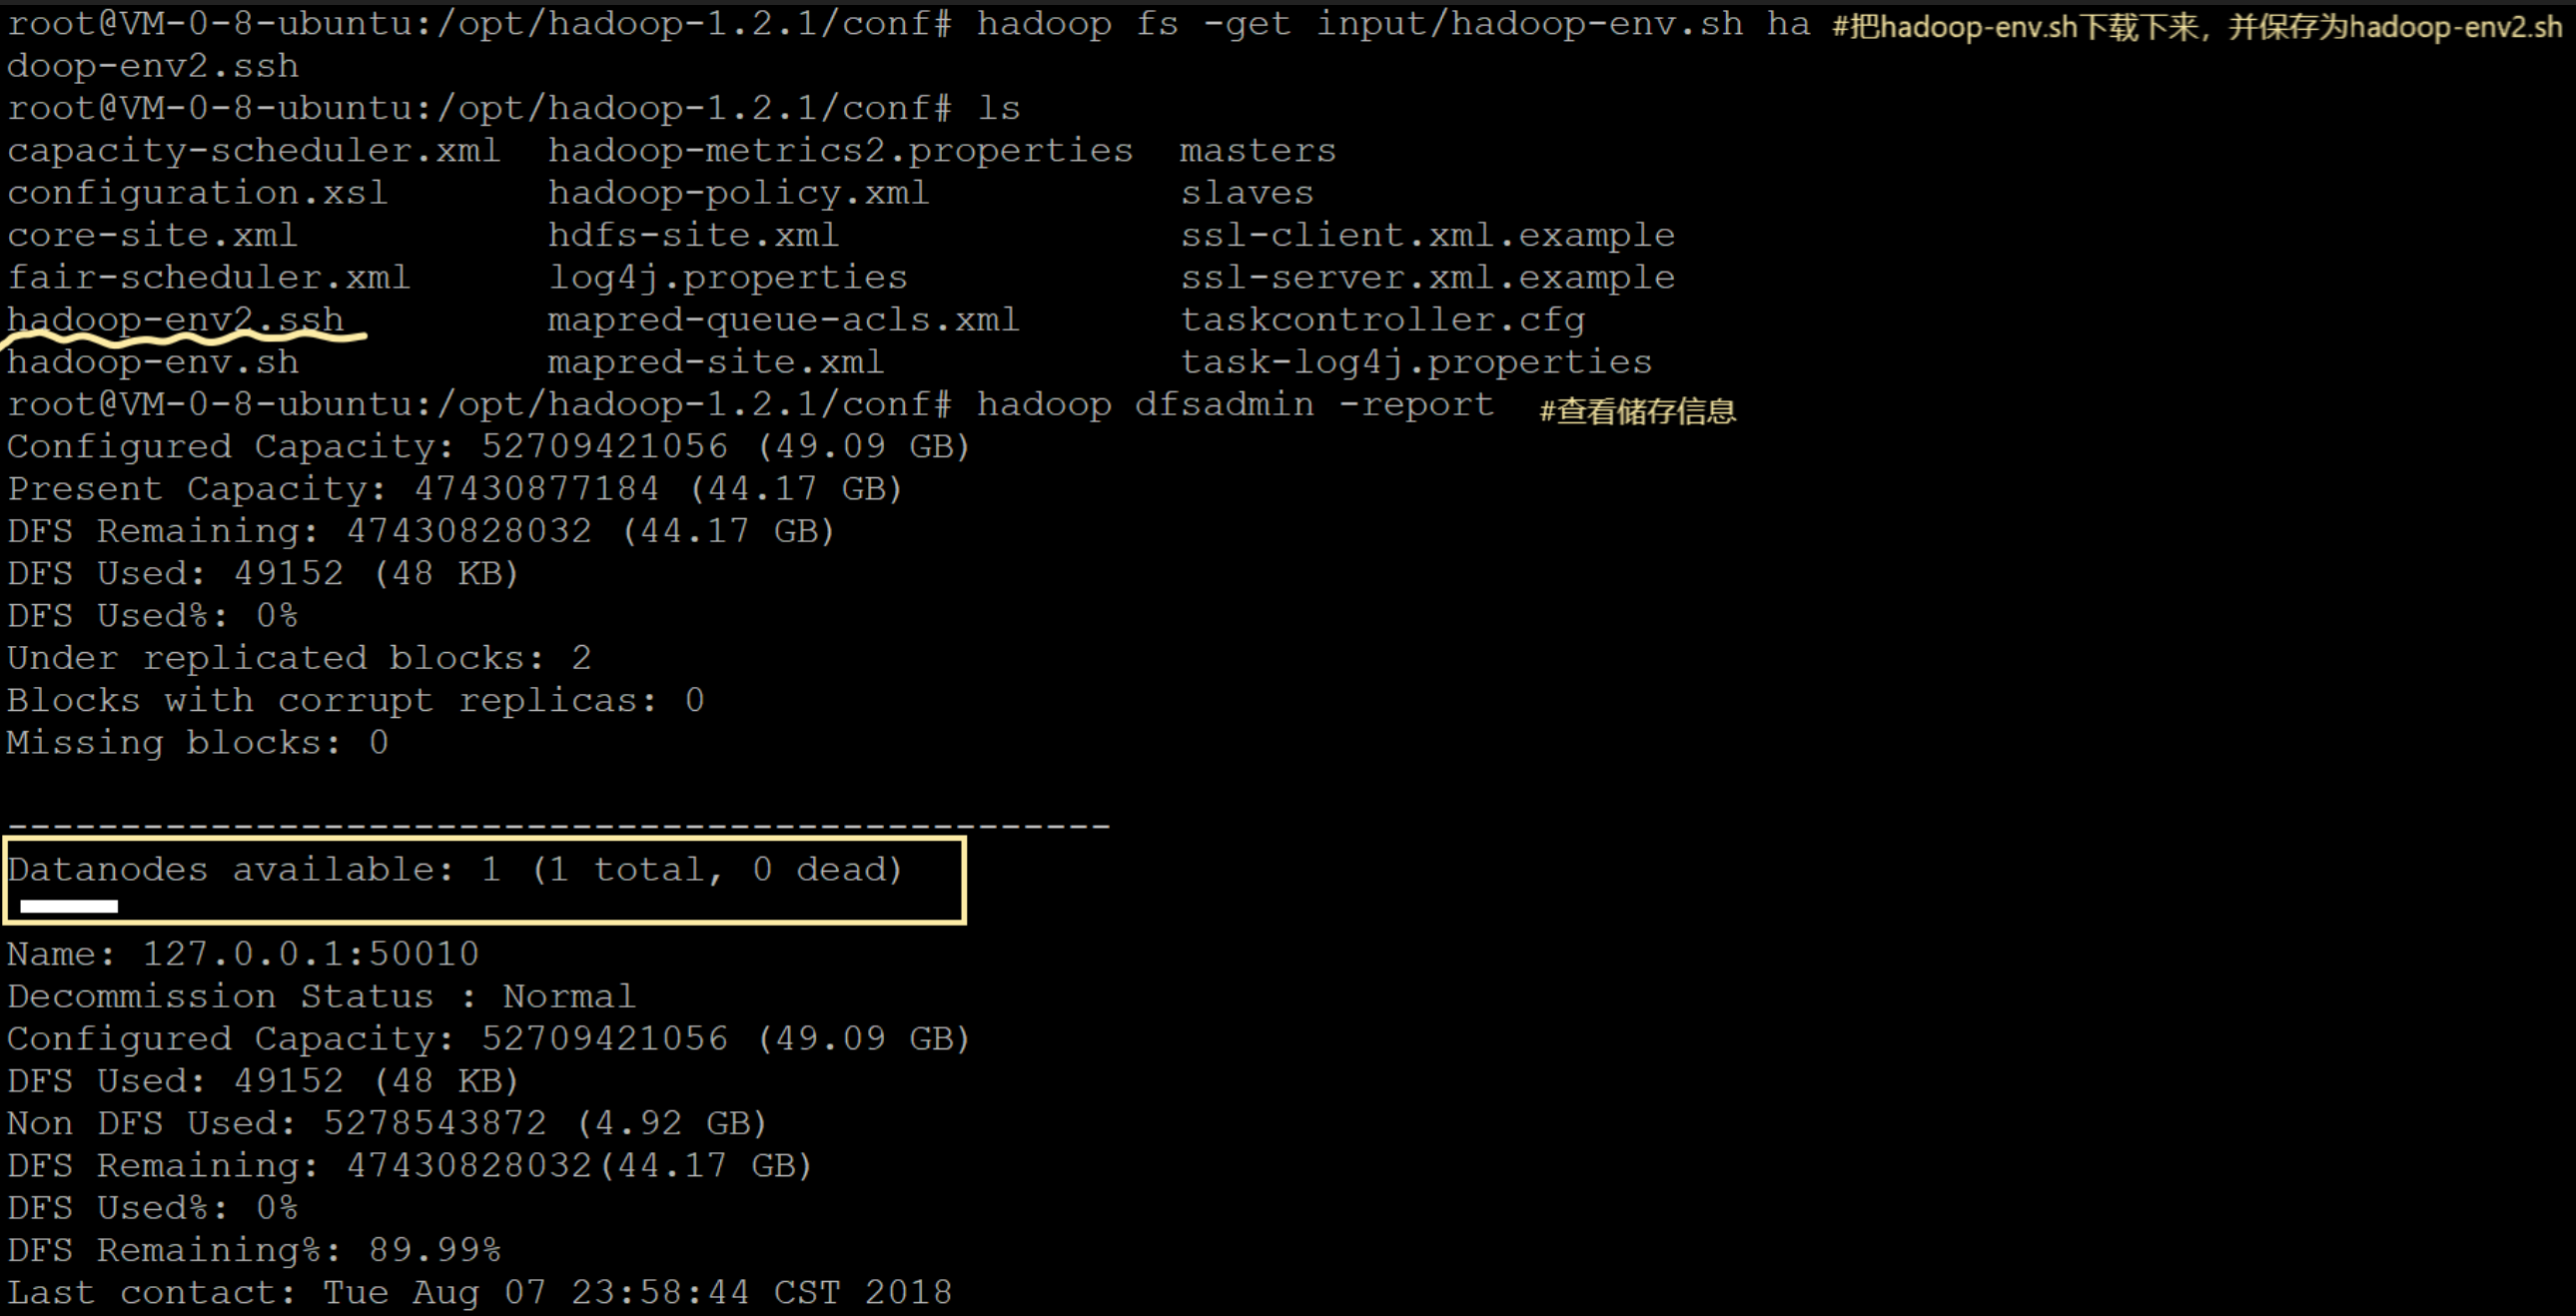 root@VM-0-8-ubuntu:/opt/hadoop-1.2.1/conf# hadoop fs -get input/hadoop-env.sh ha #把hadoop-env.sh下载下来，并保存为hadoop-env2.sh
doop-env2.ssh
root@VM-0-8-ubuntu:/opt/hadoop-1.2.1/conf# ls
capacity-scheduler.xml  hadoop-metrics2.properties  masters
configuration.xsl       hadoop-policy.xml           slaves
core-site.xml           hdfs-site.xml               ssl-client.xml.example
fair-scheduler.xml      log4j.properties            ssl-server.xml.example
hadoop-env2.ssh         mapred-queue-acls.xml       taskcontroller.cfg
hadoop-env.sh           mapred-site.xml             task-log4j.properties
root@VM-0-8-ubuntu:/opt/hadoop-1.2.1/conf# hadoop dfsadmin -report #查看储存信息
Configured Capacity: 52709421056 (49.09 GB)
Present Capacity: 47430877184 (44.17 GB)
DFS Remaining: 47430828032 (44.17 GB)
DFS Used: 49152 (48 KB)
DFS Used%: 0%
Under replicated blocks: 2
Blocks with corrupt replicas: 0
Missing blocks: 0
-------------------------------------------------
Datanodes available: 1 (1 total, 0 dead)
Name: 127.0.0.1:50010
Decommission Status : Normal
Configured Capacity: 52709421056 (49.09 GB)
DFS Used: 49152 (48 KB)
Non DFS Used: 5278543872 (4.92 GB)
DFS Remaining: 47430828032(44.17 GB)
DFS Used%: 0%
DFS Remaining%: 89.99%
Last contact: Tue Aug 07 23:58:44 CST 2018